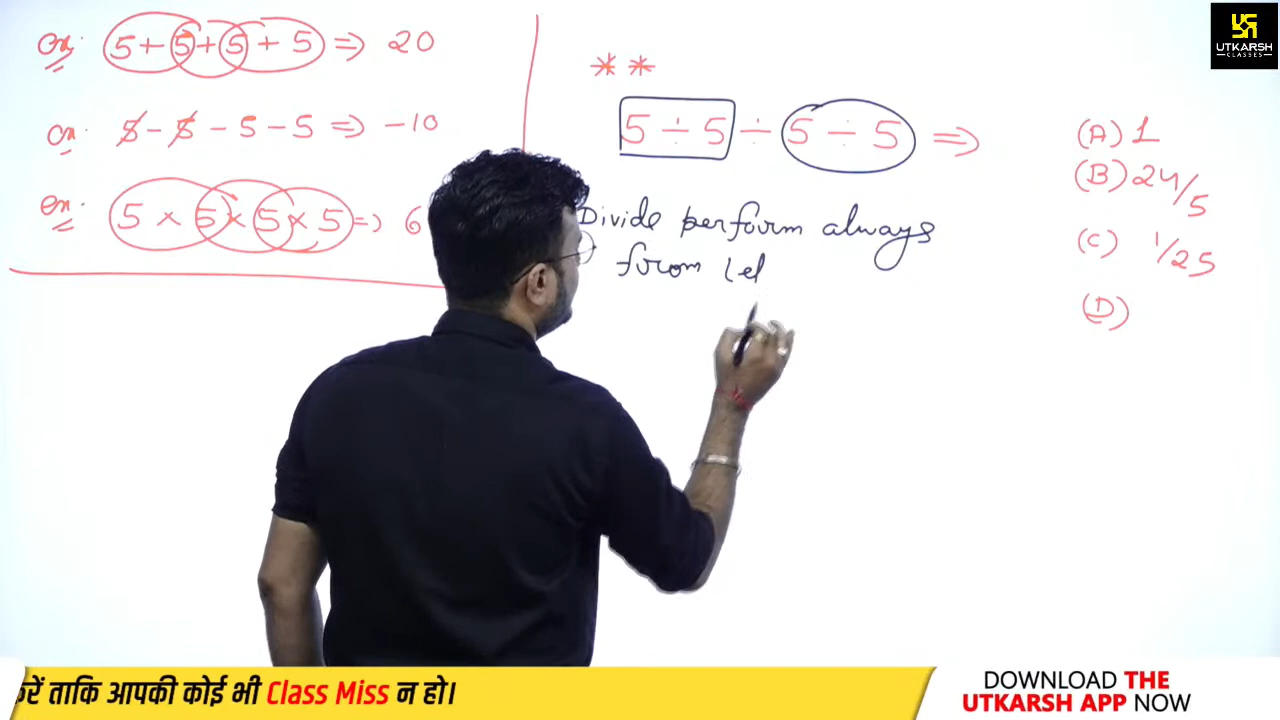 ex: 5+5+5+5 ⇒ 20
ex: 5-5-5-5 ⇒ -10
ex: 5×5×5×5 ⇒ 6
**
5÷5÷5÷5 ⇒
Divide perform always
from lef
(A) 1
(B) 24/5
(C) 1/25
(D)
UTKARSH
CLASSES
करें ताकि आपकी कोई भी Class Miss न हो।
DOWNLOAD THE
UTKARSH APP NOW